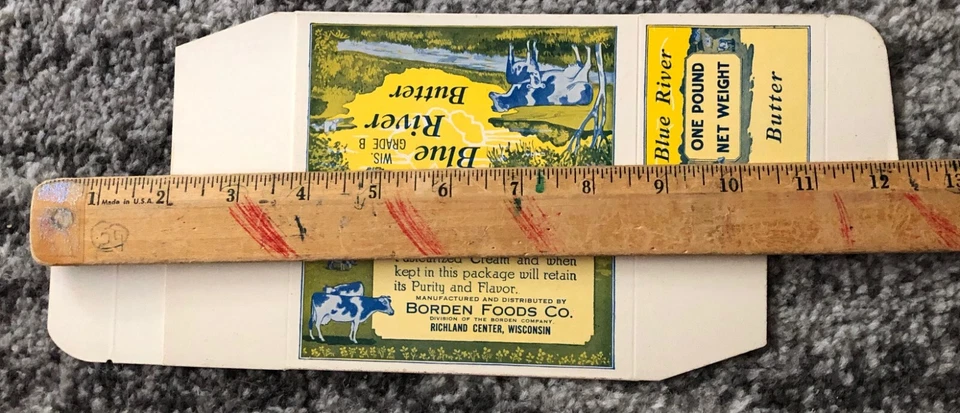 Blue
River
Butter
WIS.
GRADE B
Blue River
ONE POUND
NET WEIGHT
Butter
1 2 3 4 5 6 7 8 9 10 11 12 13
Made in U.S.A.
59
Pasteurized Cream and when
kept in this package will retain
its Purity and Flavor.
MANUFACTURED AND DISTRIBUTED BY
BORDEN FOODS CO.
DIVISION OF THE BORDEN COMPANY
RICHLAND CENTER, WISCONSIN